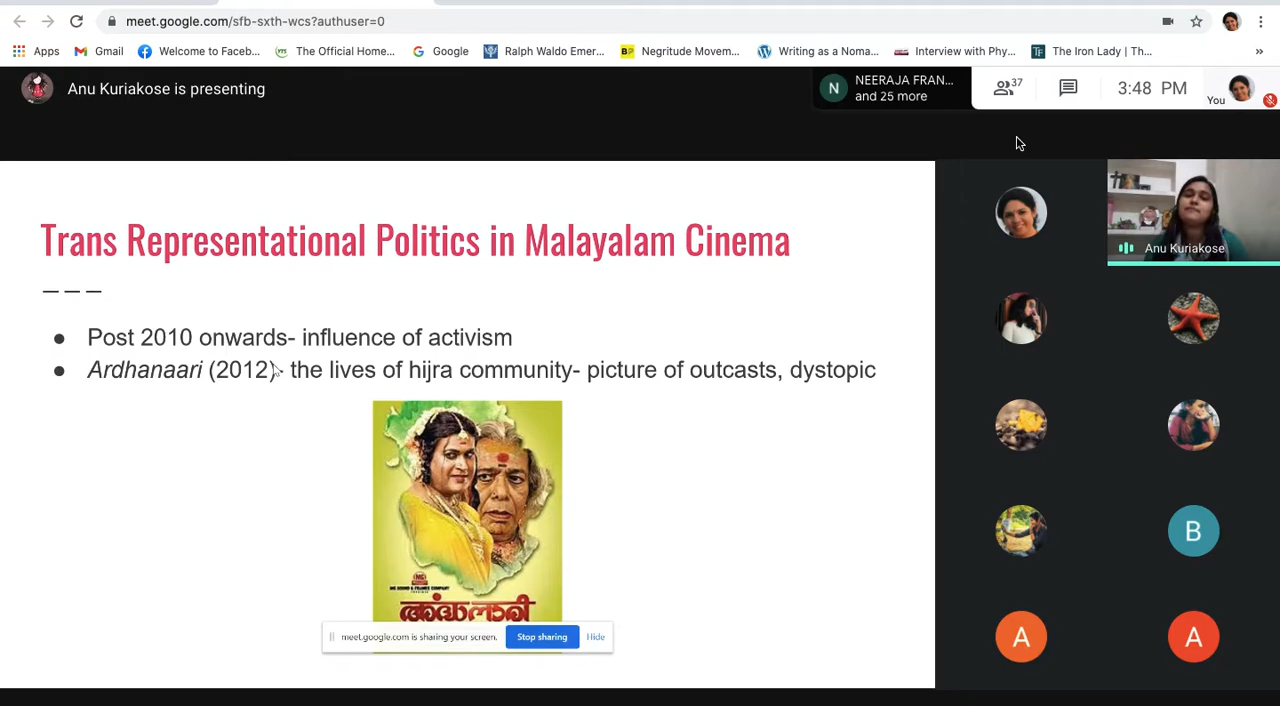 meet.google.com/sfb-sxth-wcs?authuser=0
Apps Gmail Welcome to Faceb... The Official Home... Google Ralph Waldo Emer... Negritude Movem... Writing as a Noma... Interview with Phy... The Iron Lady | Th... »
Anu Kuriakose is presenting
N NEERAJA FRAN...
and 25 more
37
3:48 PM
You
Trans Representational Politics in Malayalam Cinema
Anu Kuriakose
● Post 2010 onwards- influence of activism
● Ardhanaari (2012)- the lives of hijra community- picture of outcasts, dystopic
അർദ്ധനാരി
meet.google.com is sharing your screen. Stop sharing Hide
B
A
A